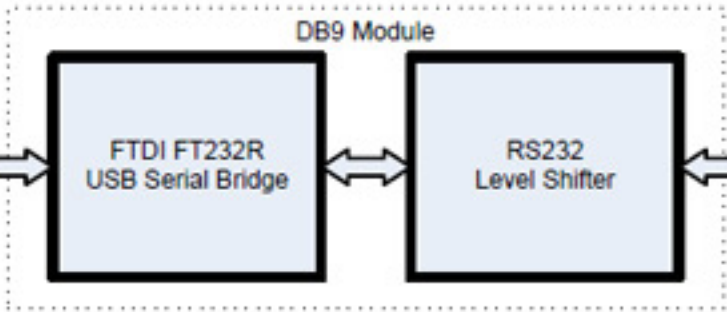 DB9 Module
FTDI FT232R
USB Serial Bridge
RS232
Level Shifter